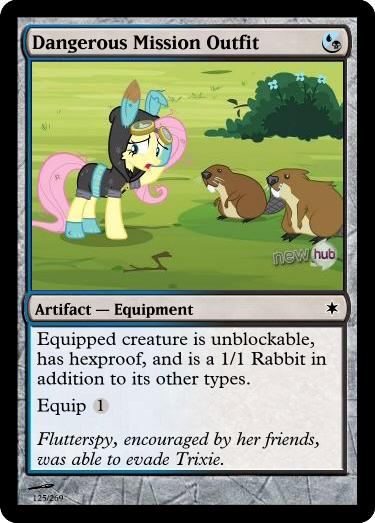 Dangerous Mission Outfit
new hub
Artifact — Equipment
Equipped creature is unblockable,
has hexproof, and is a 1/1 Rabbit in
addition to its other types.
Equip 1
Flutterspy, encouraged by her friends,
was able to evade Trixie.
125/269